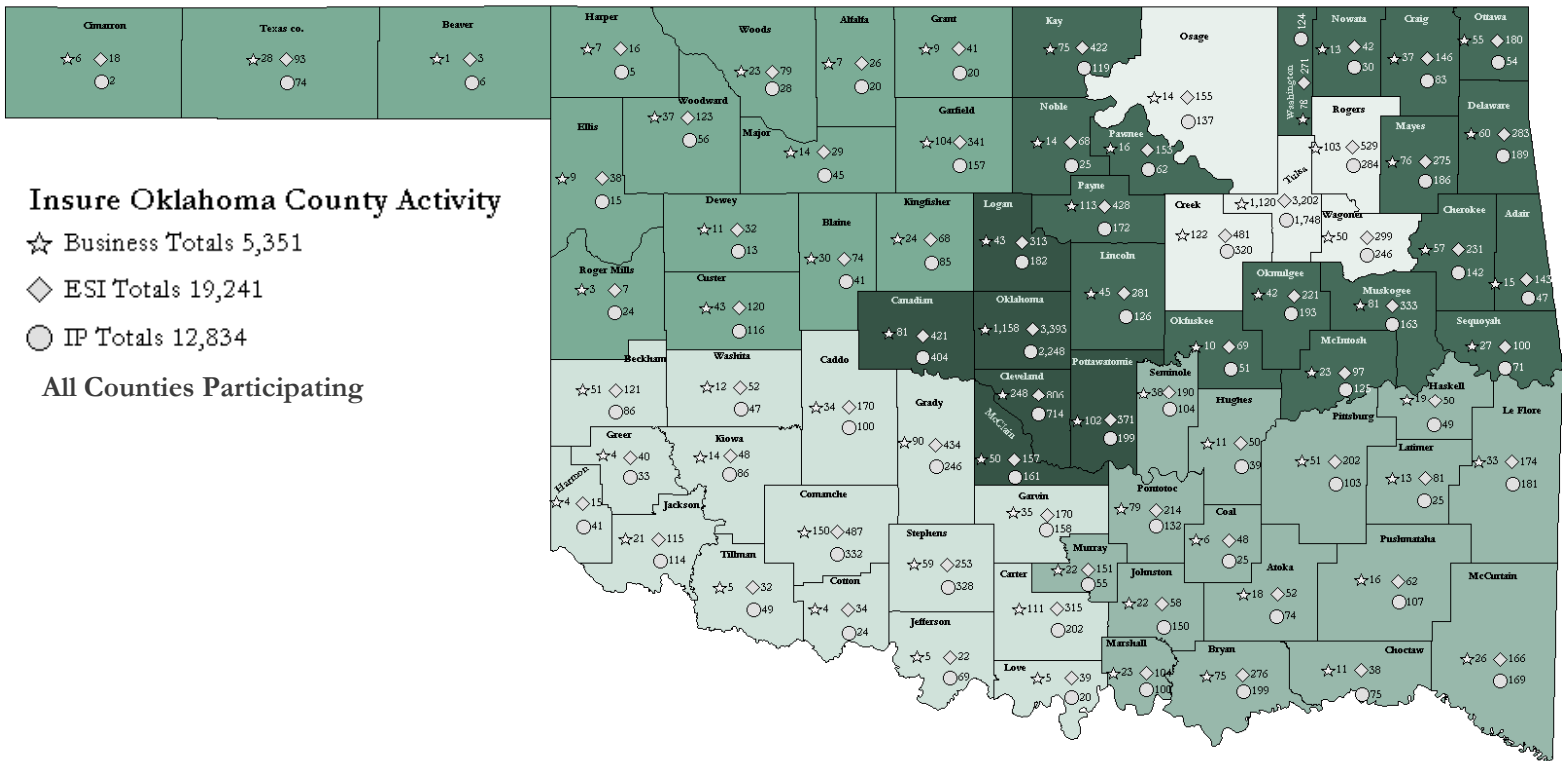 Cimarron
6 18
2
Texas co.
28 93
74
Beaver
1 3
6
Harper
7 16
5
Woods
23 79
28
Alfalfa
7 26
20
Grant
9 41
20
Kay
75 422
119
Osage
14 155
137
Washington
78 271 124
Nowata
13 42
30
Craig
37 146
83
Ottawa
55 180
54
Ellis
9 38
15
Woodward
37 123
56
Major
14 29
45
Garfield
104 341
157
Noble
14 68
25
Pawnee
16 153
62
Rogers
103 529
284
Mayes
76 275
186
Delaware
60 283
189
Insure Oklahoma County Activity
Business Totals 5,351
ESI Totals 19,241
IP Totals 12,834
All Counties Participating
Roger Mills
3 7
24
Dewey
11 32
13
Custer
43 120
116
Blaine
30 74
41
Kingfisher
24 68
85
Logan
43 313
182
Payne
113 428
172
Creek
122 481
320
Tulsa
1,120 3,202
1,748
Wagoner
50 299
246
Cherokee
57 231
142
Adair
15 143
47
Canadian
81 421
404
Oklahoma
1,158 3,393
2,248
Lincoln
45 281
126
Okmulgee
42 221
193
Muskogee
81 333
163
Okfuskee
10 69
51
McIntosh
23 97
125
Sequoyah
27 100
71
Beckham
51 121
86
Washita
12 52
47
Caddo
34 170
100
Grady
90 434
246
Cleveland
248 806
714
McClain
50 157
161
Pottawatomie
102 371
199
Seminole
38 190
104
Hughes
11 50
39
Pittsburg
51 202
103
Haskell
19 50
49
Latimer
13 81
25
Le Flore
33 174
181
Greer
4 40
33
Kiowa
14 48
86
Harmon
4 15
41
Jackson
21 115
114
Comanche
150 487
332
Tillman
5 32
49
Cotton
4 34
24
Stephens
59 253
328
Garvin
35 170
158
Pontotoc
79 214
132
Coal
6 48
25
Murray
22 151
55
Carter
111 315
202
Johnston
22 58
150
Atoka
18 52
74
Pushmataha
16 62
107
McCurtain
26 166
169
Jefferson
5 22
69
Love
5 39
20
Marshall
23 104
100
Bryan
75 276
199
Choctaw
11 38
75